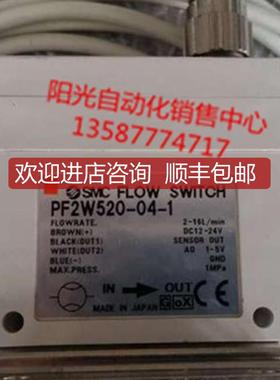 阳光自动化销售中心
13587774717
欢迎进店咨询 顺丰包邮
SMC FLOW SWITCH
PF2W520-04-1
FLOWRATE. 2-16L/min
BROWN(+) DC12-24V
BLACK(OUT1) SENSOR OUT
WHITE(OUT2) AO 1-5V
BLUE(-) GND
MAX.PRESS. 1MPa
IN OUT
MADE IN JAPAN